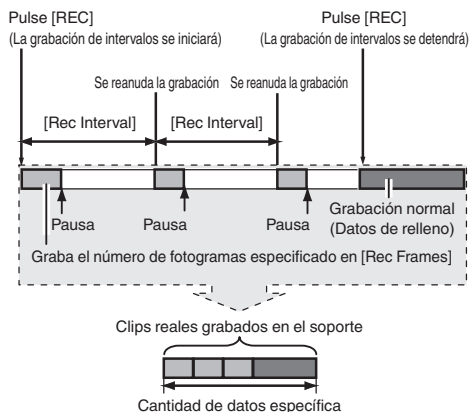 Pulse [REC]
(La grabación de intervalos se iniciará)
Pulse [REC]
(La grabación de intervalos se detendrá)
Se reanuda la grabación
Se reanuda la grabación
[Rec Interval]
[Rec Interval]
Pausa
Pausa
Pausa
Grabación normal
(Datos de relleno)
Graba el número de fotogramas especificado en [Rec Frames]
Clips reales grabados en el soporte
Cantidad de datos específica